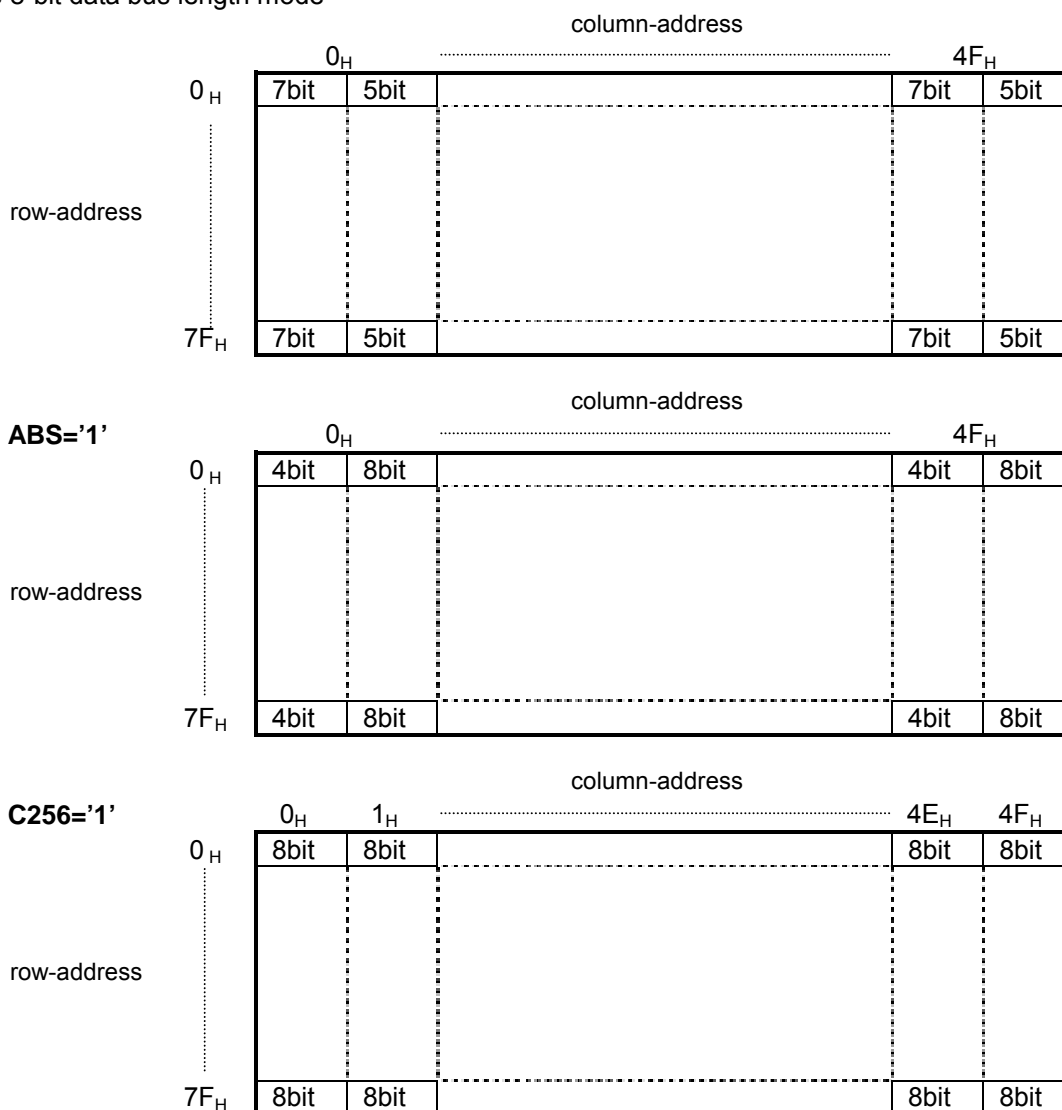 8-bit data bus length mode
column-address
0H 4FH
0 H 7bit 5bit 7bit 5bit
row-address
7FH 7bit 5bit 7bit 5bit
column-address
ABS='1' 0H 4FH
0 H 4bit 8bit 4bit 8bit
row-address
7FH 4bit 8bit 4bit 8bit
column-address
C256='1' 0H 1H 4EH 4FH
0 H 8bit 8bit 8bit 8bit
row-address
7FH 8bit 8bit 8bit 8bit